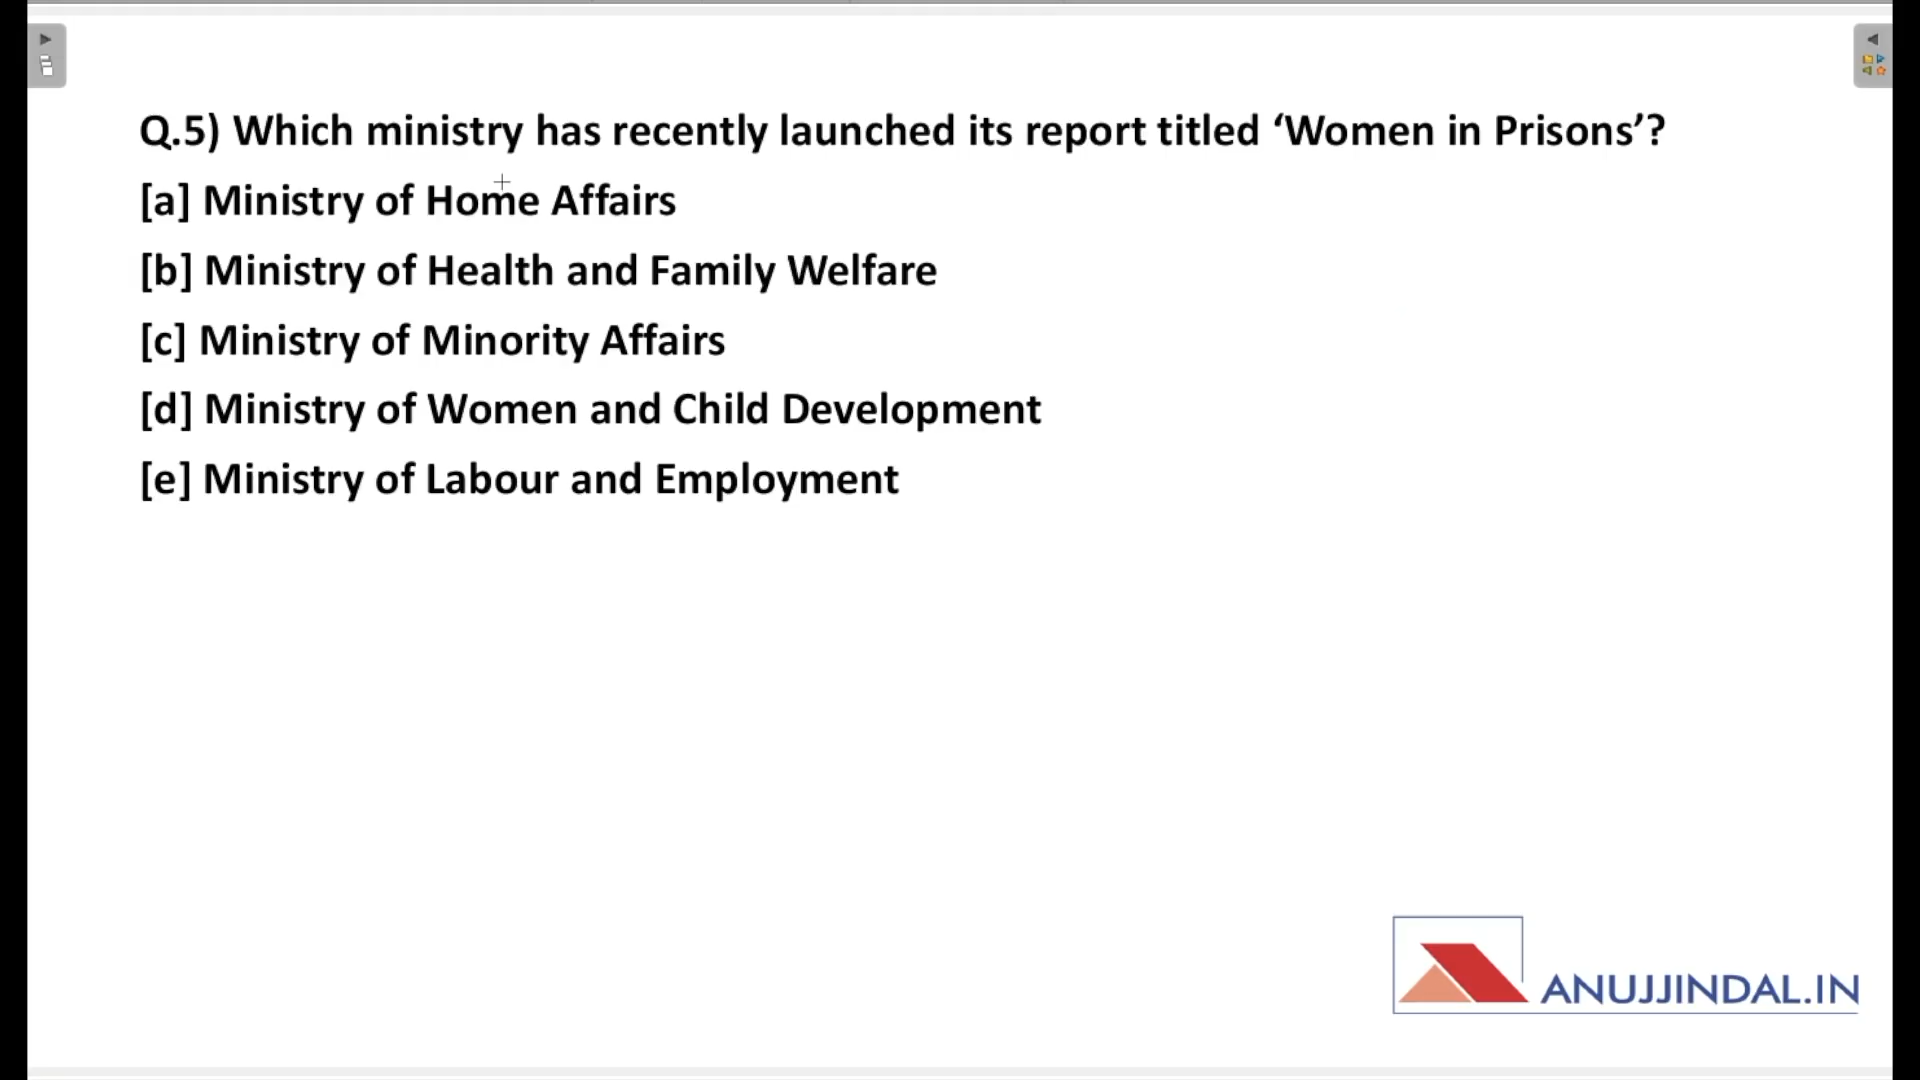 Q.5) Which ministry has recently launched its report titled ‘Women in Prisons’?
[a] Ministry of Home Affairs
[b] Ministry of Health and Family Welfare
[c] Ministry of Minority Affairs
[d] Ministry of Women and Child Development
[e] Ministry of Labour and Employment
ANUJJINDAL.IN